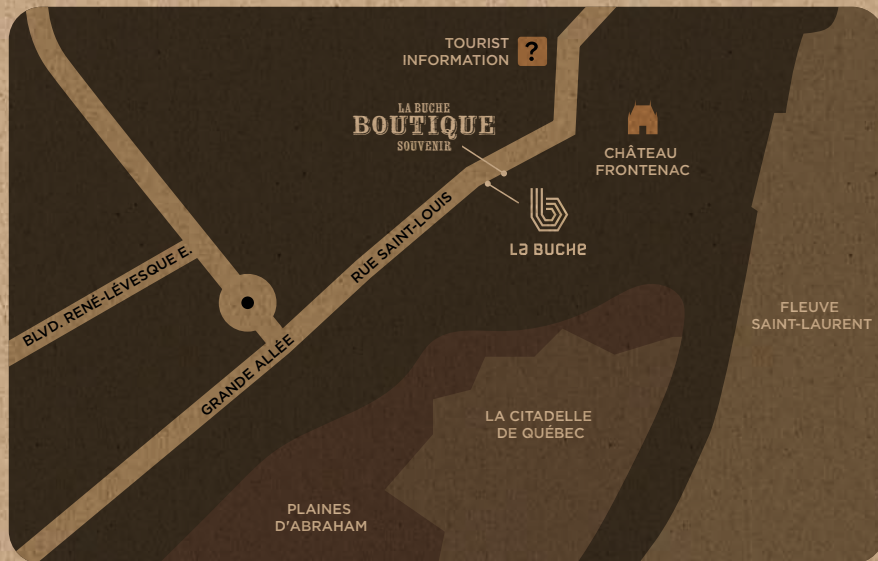 TOURIST
INFORMATION
?
LA BUCHE
BOUTIQUE
SOUVENIR
CHÂTEAU
FRONTENAC
La BUCHe
RUE SAINT-LOUIS
BLVD. RENÉ-LÉVESQUE E.
GRANDE ALLÉE
FLEUVE
SAINT-LAURENT
LA CITADELLE
DE QUÉBEC
PLAINES
D'ABRAHAM